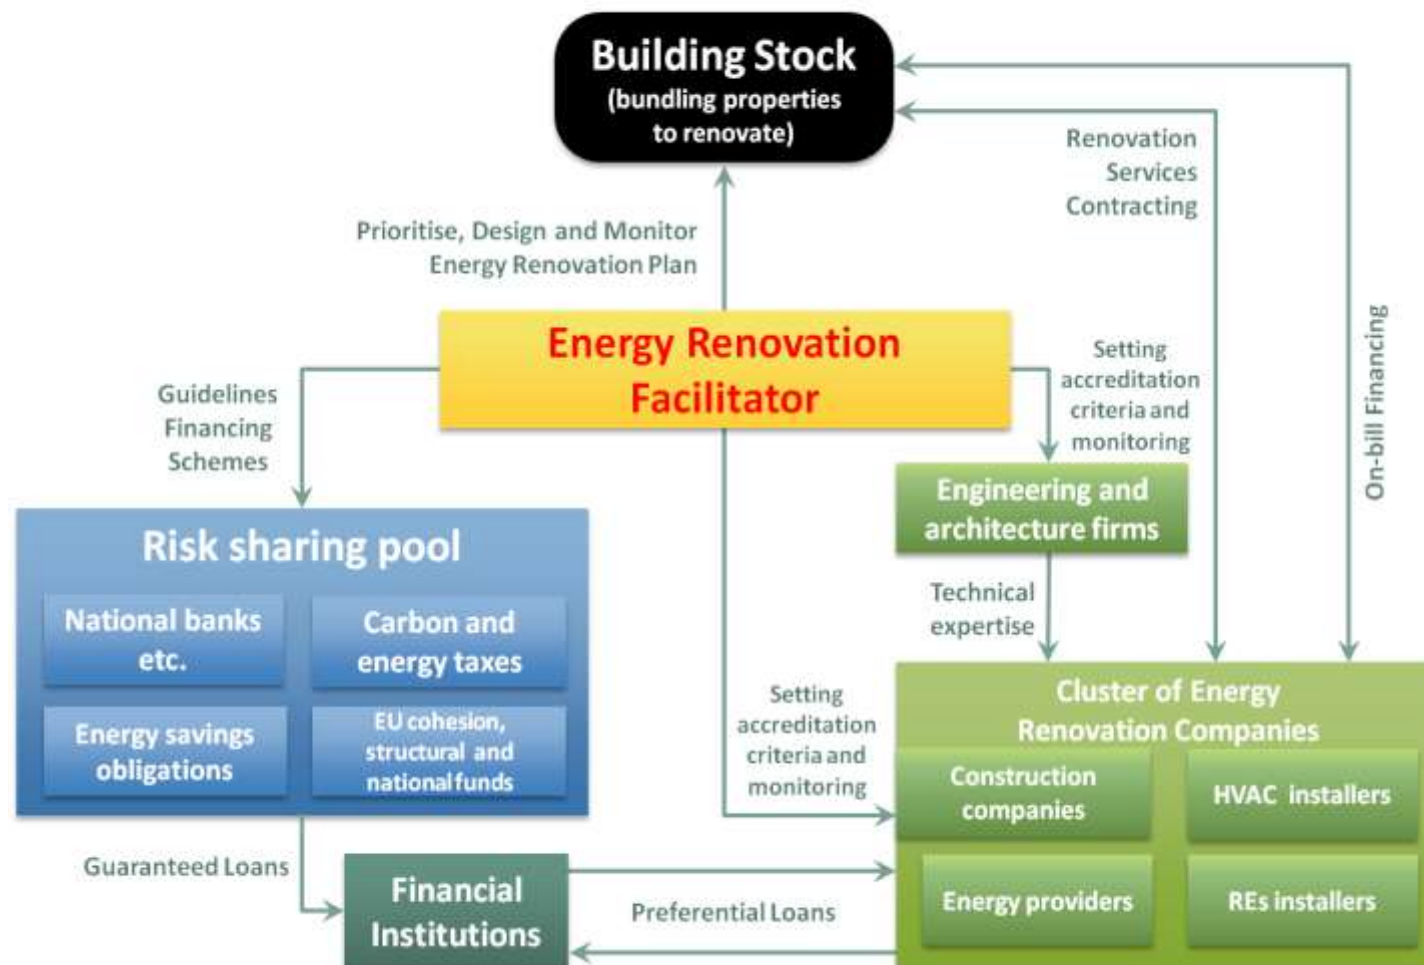 Building Stock
(bundling properties
to renovate)
Renovation
Services
Contracting
Prioritise, Design and Monitor
Energy Renovation Plan
On-bill Financing
Energy Renovation
Facilitator
Setting
accreditation
criteria and
monitoring
Guidelines
Financing
Schemes
Engineering and
architecture firms
Risk sharing pool
National banks
etc.
Carbon and
energy taxes
Energy savings
obligations
EU cohesion,
structural and
national funds
Technical
expertise
Setting
accreditation
criteria and
monitoring
Cluster of Energy
Renovation Companies
Construction
companies
HVAC installers
Energy providers
REs installers
Guaranteed Loans
Financial
Institutions
Preferential Loans